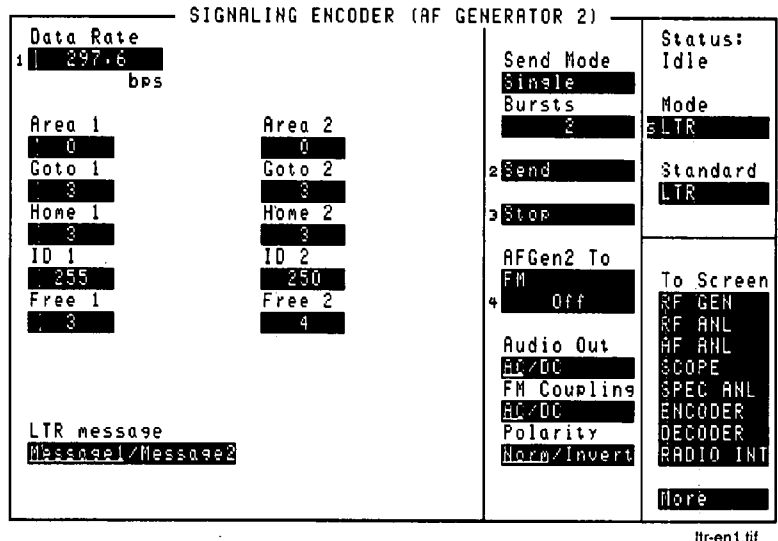 SIGNALING ENCODER (AF GENERATOR 2)
Data Rate
1 297.6
bps
Area 1 Area 2
0 0
Goto 1 Goto 2
3 3
Home 1 Home 2
3 3
ID 1 ID 2
255 250
Free 1 Free 2
3 4
LTR message
Message1/Message2
Send Mode
Single
Bursts
2
2 Send
3 Stop
AFGen2 To
FM
4 Off
Audio Out
AC/DC
FM Coupling
AC/DC
Polarity
Norm/Invert
Status:
Idle
Mode
S LTR
Standard
LTR
To Screen
RF GEN
RF ANL
AF ANL
SCOPE
SPEC ANL
ENCODER
DECODER
RADIO INT
More
ltr-en1.tif